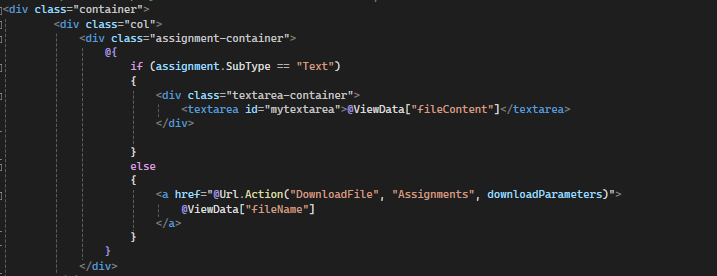 <div class="container">
<div class="col">
<div class="assignment-container">
@{
if (assignment.SubType == "Text")
{
<div class="textarea-container">
<textarea id="mytextarea">@ViewData["fileContent"]</textarea>
</div>
}
else
{
<a href="@Url.Action("DownloadFile", "Assignments", downloadParameters)">
@ViewData["fileName"]
</a>
}
}
</div>